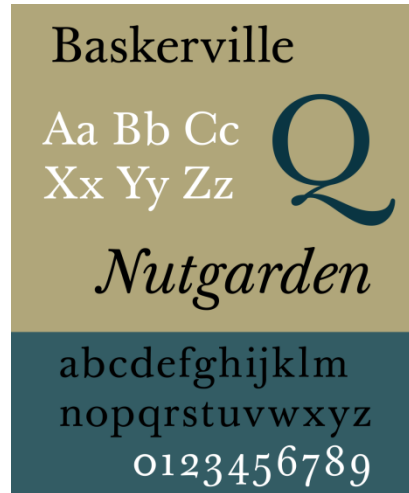 Baskerville
Aa Bb Cc
Q
Xx Yy Zz
Nutgarden
abcdefghijklm
nopqrstuvwxyz
0123456789